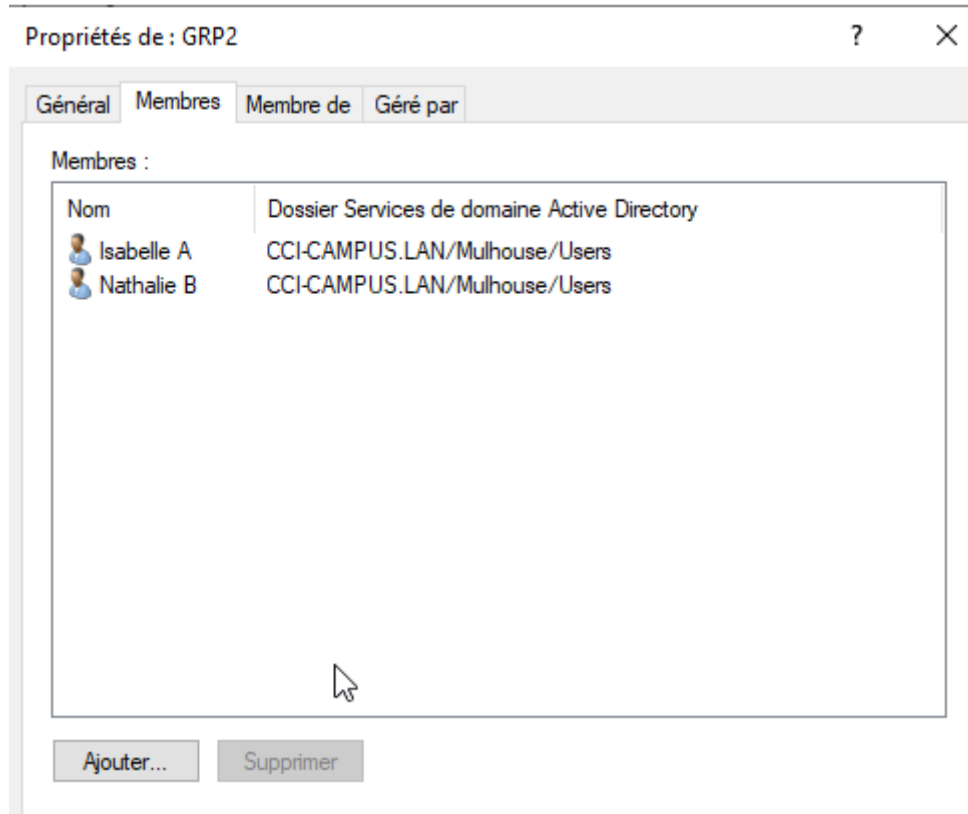 Propriétés de : GRP2 ? ×
Général Membres Membre de Géré par
Membres :
Nom Dossier Services de domaine Active Directory
Isabelle A CCI-CAMPUS.LAN/Mulhouse/Users
Nathalie B CCI-CAMPUS.LAN/Mulhouse/Users
Ajouter... Supprimer